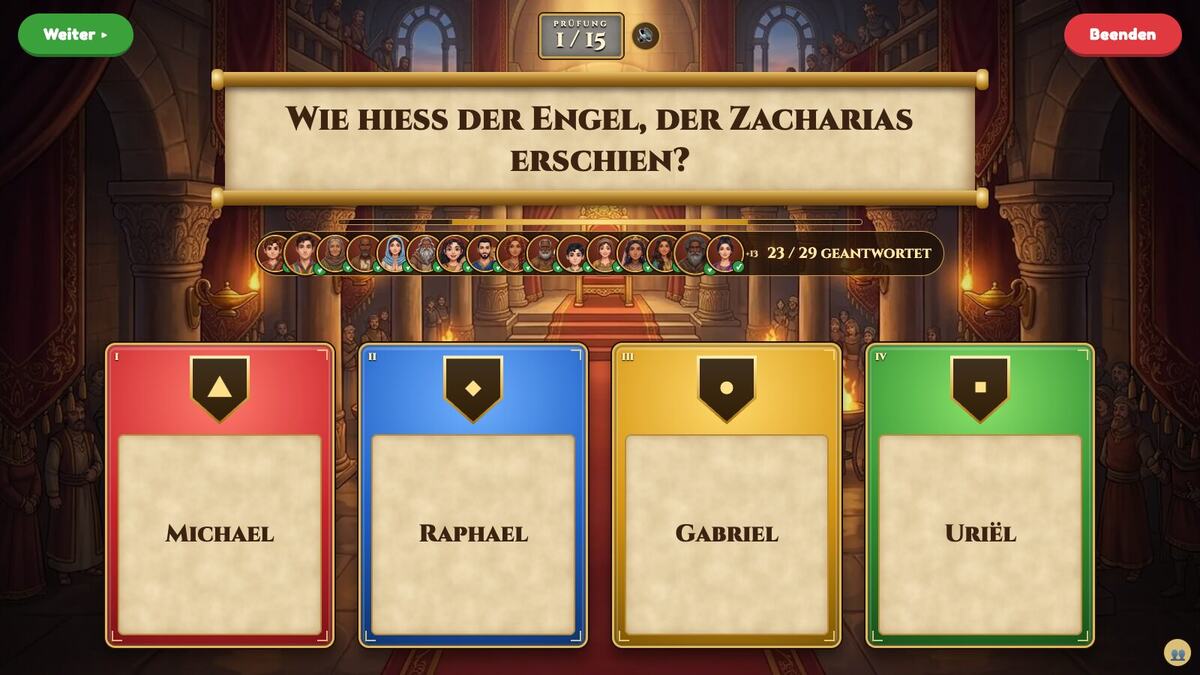 Weiter ▸
PRÜFUNG
1 / 15
Beenden
Wie hiess der Engel, der Zacharias
erschien?
+13 23 / 29 geantwortet
I
II
III
IV
Michael
Raphael
Gabriel
Uriël